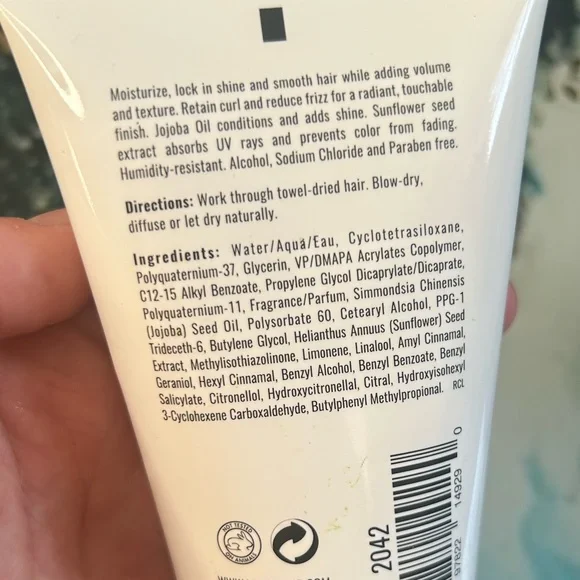 Moisturize, lock in shine and smooth hair while adding volume
and texture. Retain curl and reduce frizz for a radiant, touchable
finish. Jojoba Oil conditions and adds shine. Sunflower seed
extract absorbs UV rays and prevents color from fading.
Humidity-resistant. Alcohol, Sodium Chloride and Paraben free.
Directions: Work through towel-dried hair. Blow-dry,
diffuse or let dry naturally.
Ingredients: Water/Aqua/Eau, Cyclotetrasiloxane,
Polyquaternium-37, Glycerin, VP/DMAPA Acrylates Copolymer,
C12-15 Alkyl Benzoate, Propylene Glycol Dicaprylate/Dicaprate,
Polyquaternium-11, Fragrance/Parfum, Simmondsia Chinensis
(Jojoba) Seed Oil, Polysorbate 60, Cetearyl Alcohol, PPG-1
Trideceth-6, Butylene Glycol, Helianthus Annuus (Sunflower) Seed
Extract, Methylisothiazolinone, Limonene, Linalool, Amyl Cinnamal,
Geraniol, Hexyl Cinnamal, Benzyl Alcohol, Benzyl Benzoate, Benzyl
Salicylate, Citronellol, Hydroxycitronellal, Citral, Hydroxyisohexyl
3-Cyclohexene Carboxaldehyde, Butylphenyl Methylpropional. RCL
NOT TESTED
ON ANIMALS
2042
97822 14929 0